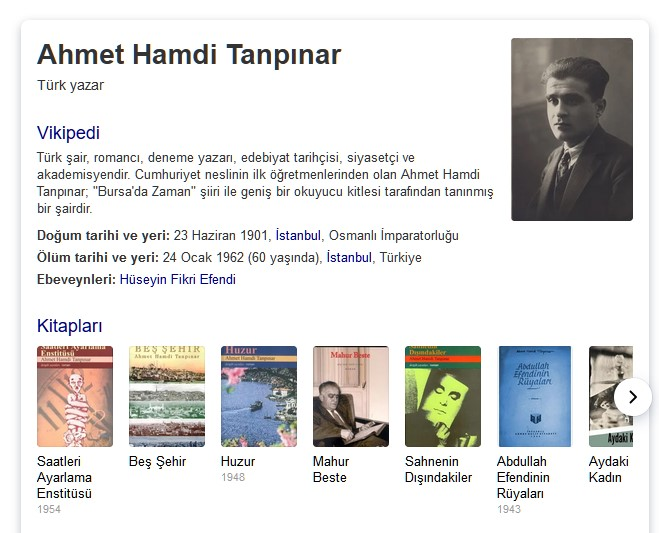 Ahmet Hamdi Tanpınar
Türk yazar
Vikipedi
Türk şair, romancı, deneme yazarı, edebiyat tarihçisi, siyasetçi ve
akademisyendir. Cumhuriyet neslinin ilk öğretmenlerinden olan Ahmet Hamdi
Tanpınar; "Bursa'da Zaman" şiiri ile geniş bir okuyucu kitlesi tarafından tanınmış
bir şairdir.
Doğum tarihi ve yeri: 23 Haziran 1901, İstanbul, Osmanlı İmparatorluğu
Ölüm tarihi ve yeri: 24 Ocak 1962 (60 yaşında), İstanbul, Türkiye
Ebeveynleri: Hüseyin Fikri Efendi
Kitapları
Saatleri Ayarlama
Enstitüsü
Ahmet Hamdi Tanpınar
BEŞ ŞEHİR
Ahmet Hamdi Tanpınar
Huzur
Ahmet Hamdi Tanpınar
Mahur Beste
Sahnenin
Dışındakiler
Abdullah
Efendinin
Rüyaları
Aydaki K
Saatleri
Ayarlama
Enstitüsü
1954
Beş Şehir
Huzur
1948
Mahur
Beste
Sahnenin
Dışındakiler
Abdullah
Efendinin
Rüyaları
1943
Aydaki
Kadın